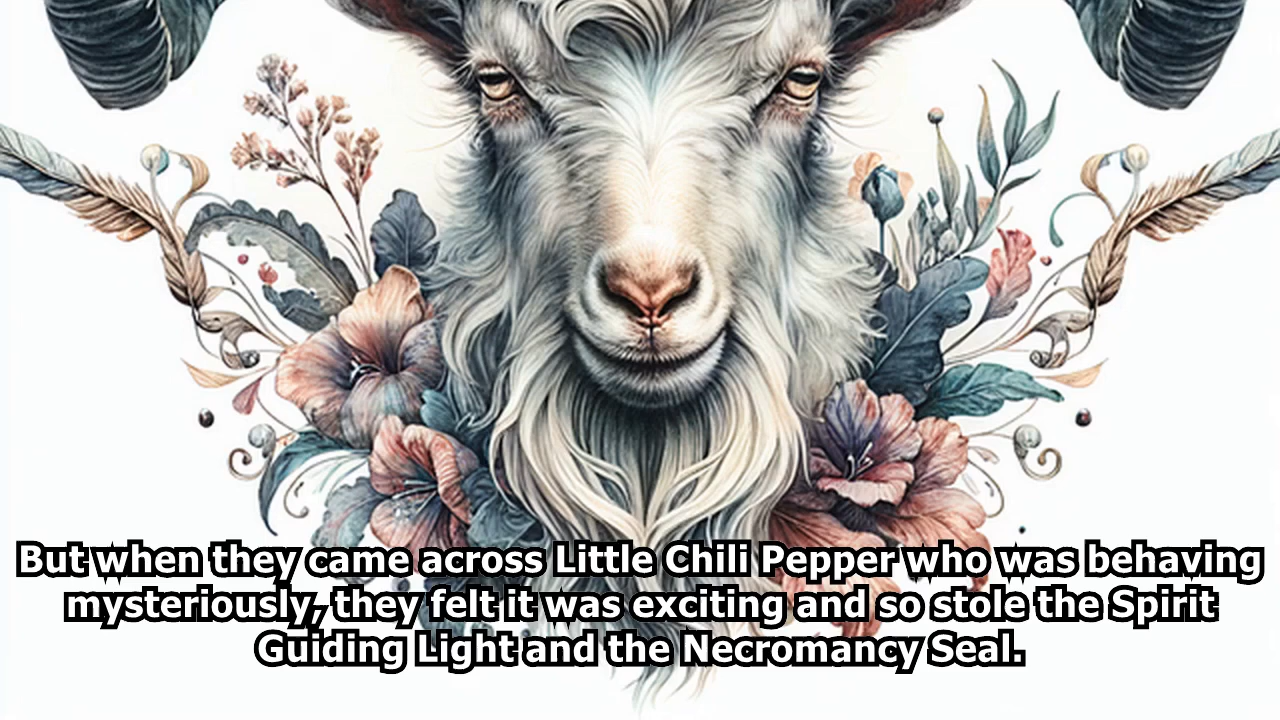 But when they came across Little Chili Pepper who was behaving
mysteriously, they felt it was exciting and so stole the Spirit
Guiding Light and the Necromancy Seal.